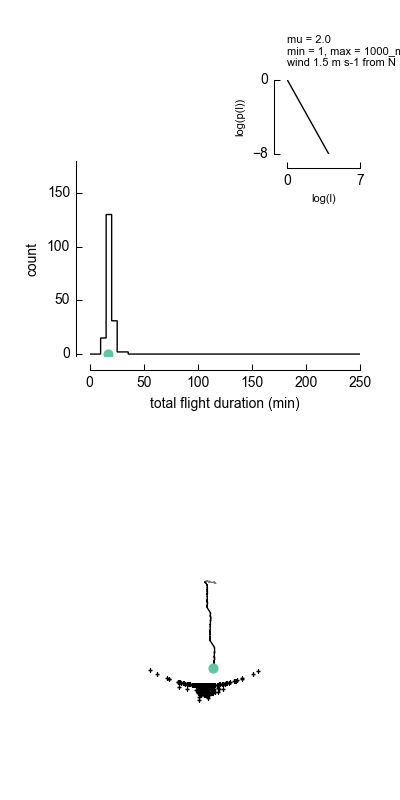 mu = 2.0
min = 1, max = 1000_m
wind 1.5 m s-1 from N
0
log(p(l))
−8
0 7
log(l)
150
100
count
50
0
0 50 100 150 200 250
total flight duration (min)